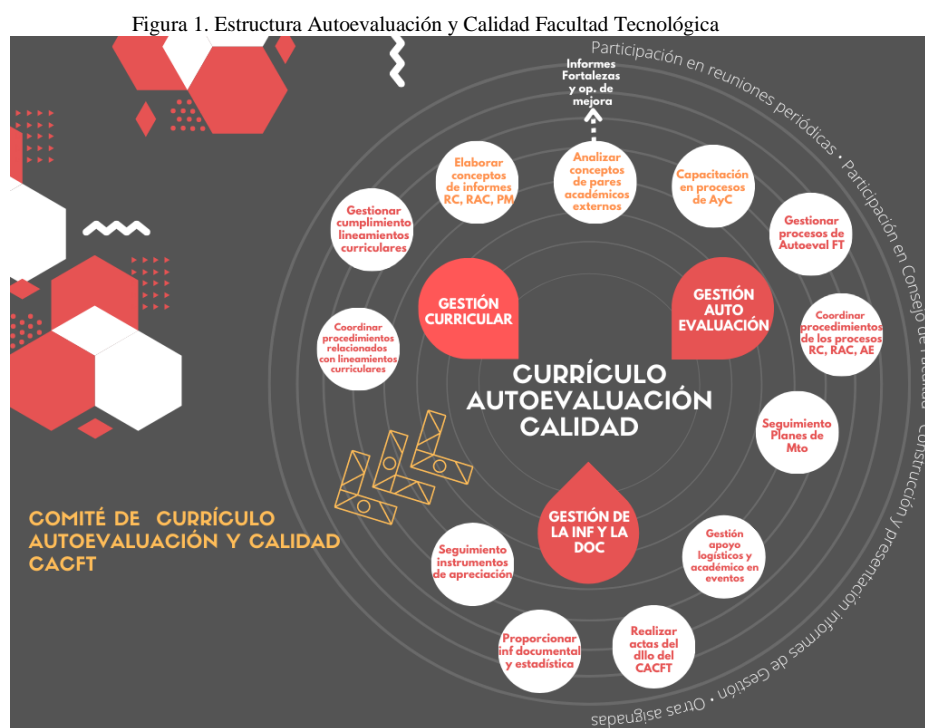 Figura 1. Estructura Autoevaluación y Calidad Facultad Tecnológica
Participación en reuniones periódicas • Participación en Consejo de Facultad • Construcción y presentación informes de Gestión • Otras asignadas
Informes
Fortalezas
y op. de
mejora
Elaborar
conceptos
de informes
RC, RAC, PM
Analizar
conceptos
de pares
académicos
externos
Capacitación
en procesos
de AyC
Gestionar
cumplimiento
lineamientos
curriculares
Gestionar
procesos de
Autoeval FT
GESTIÓN
CURRICULAR
GESTIÓN
AUTO
EVALUACIÓN
Coordinar
procedimientos
relacionados
con lineamientos
curriculares
Coordinar
procedimientos
de los procesos
RC, RAC, AE
CURRÍCULO
AUTOEVALUACIÓN
CALIDAD
Seguimiento
Planes de
Mto
COMITÉ DE CURRÍCULO
AUTOEVALUACIÓN Y CALIDAD
CACFT
GESTIÓN DE
LA INF Y LA
DOC
Seguimiento
instrumentos
de apreciación
Gestión
apoyo
logísticos y
académico en
eventos
Proporcionar
inf documental
y estadística
Realizar
actas del
dllo del
CACFT